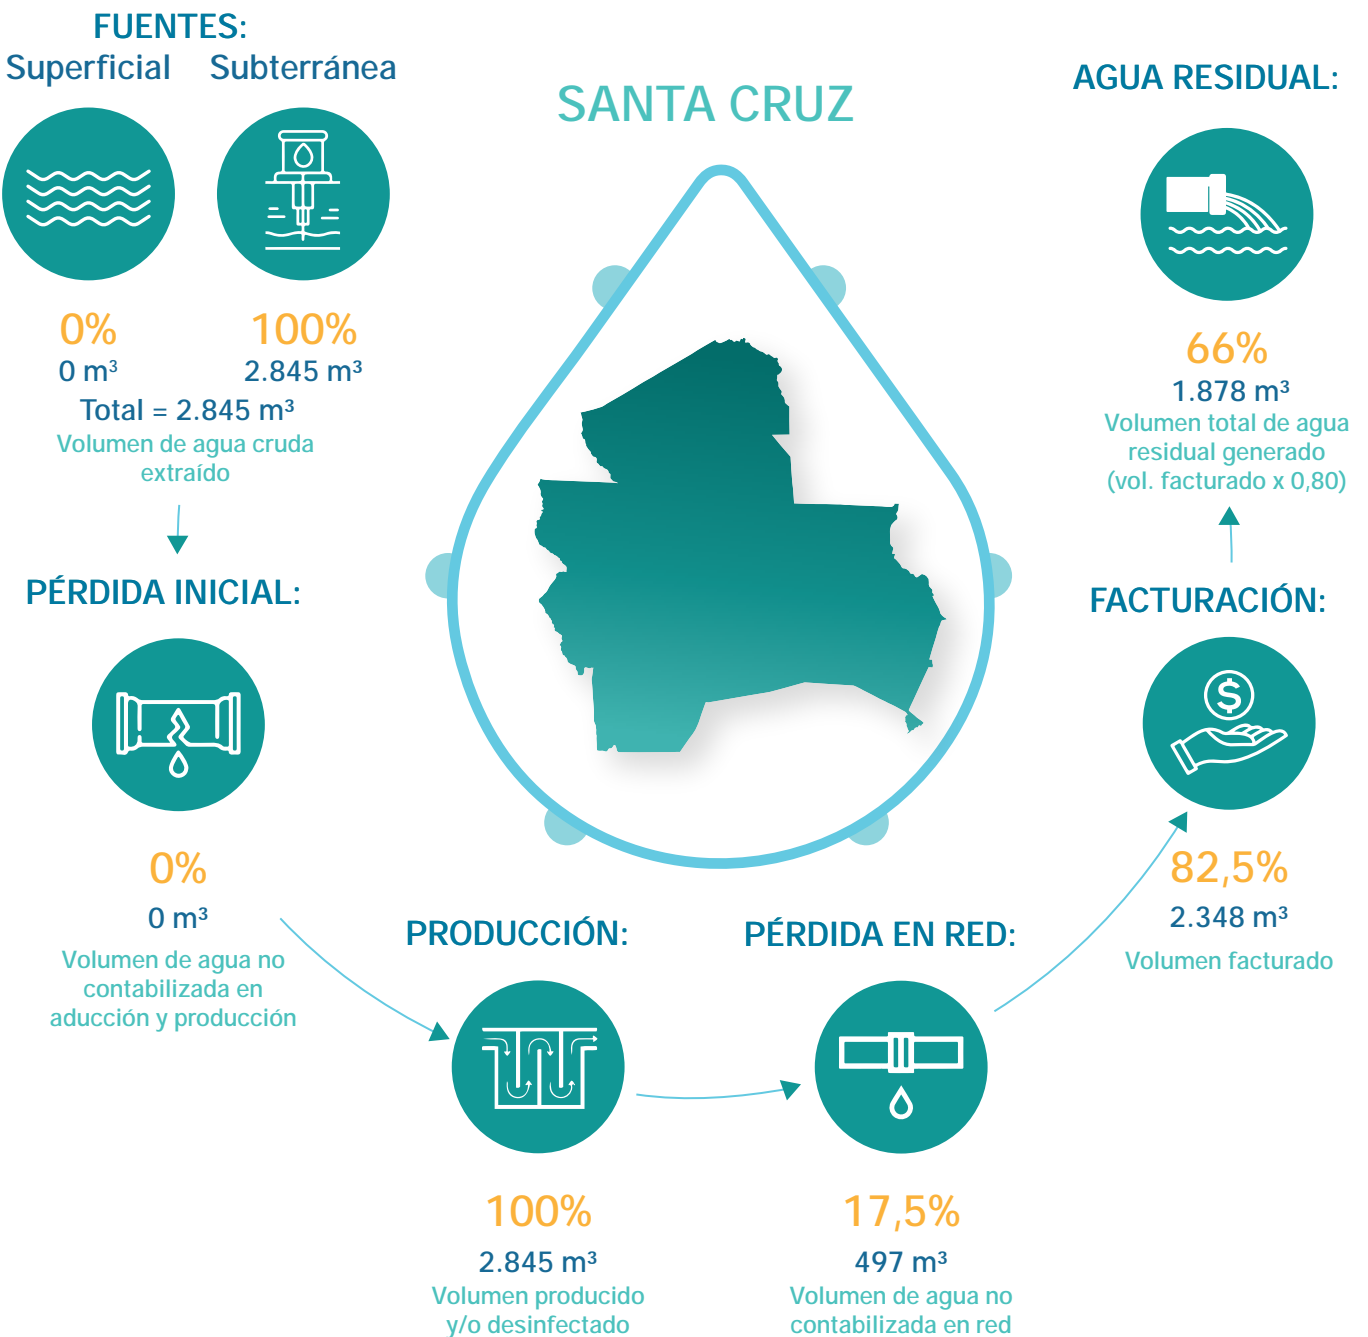 FUENTES:
Superficial
Subterránea
0%
0 m³
100%
2.845 m³
Total = 2.845 m³
Volumen de agua cruda
extraído
PÉRDIDA INICIAL:
0%
0 m³
Volumen de agua no
contabilizada en
aducción y producción
SANTA CRUZ
PRODUCCIÓN:
100%
2.845 m³
Volumen producido
y/o desinfectado
PÉRDIDA EN RED:
17,5%
497 m³
Volumen de agua no
contabilizada en red
FACTURACIÓN:
$
82,5%
2.348 m³
Volumen facturado
AGUA RESIDUAL:
66%
1.878 m³
Volumen total de agua
residual generado
(vol. facturado x 0,80)